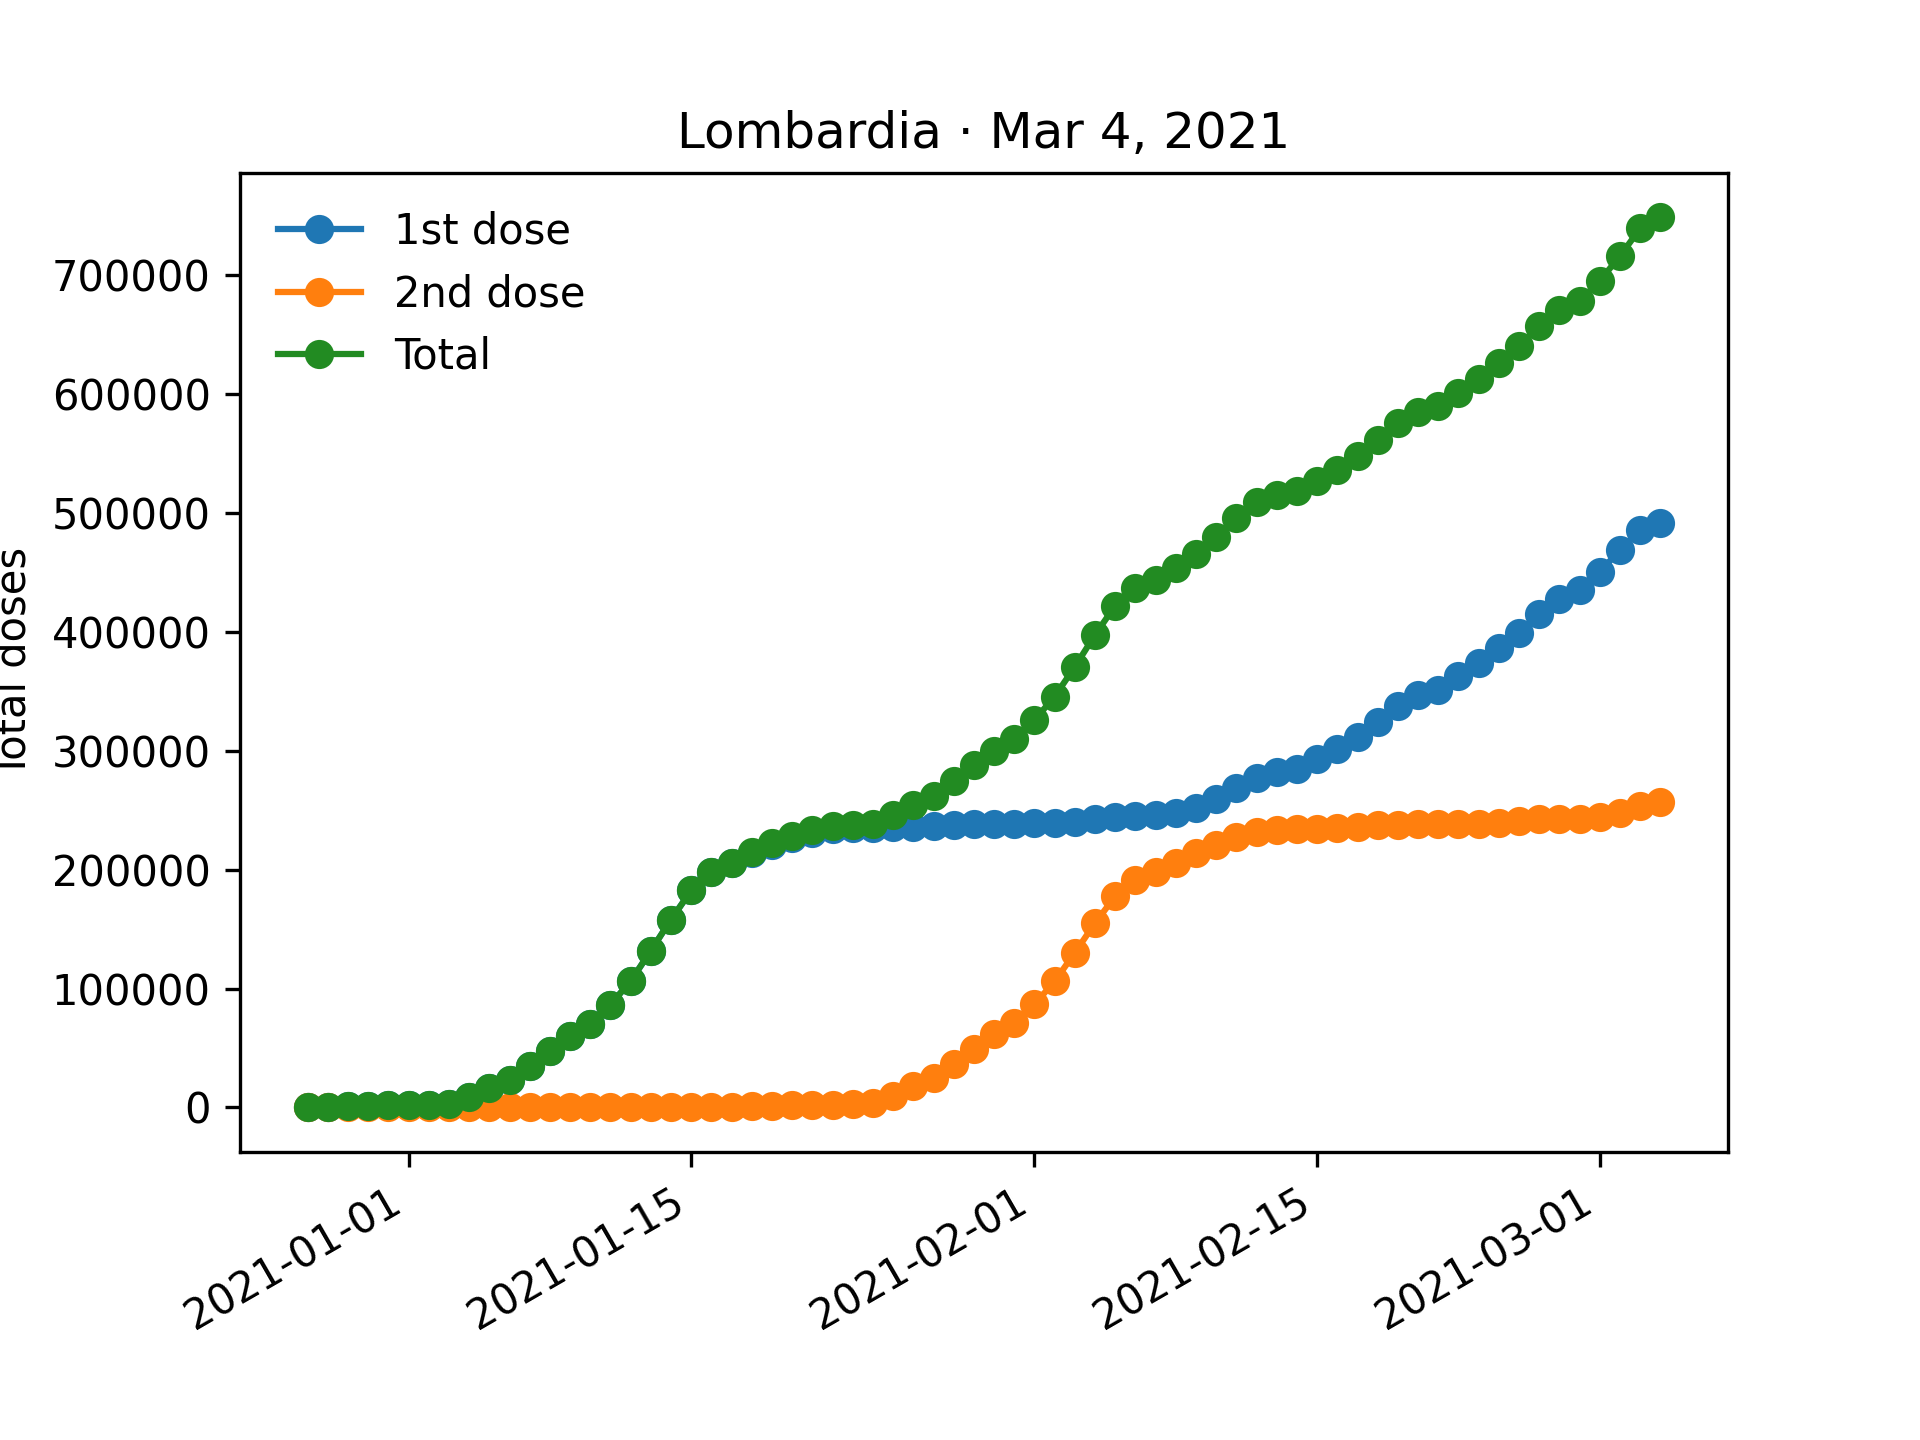 Lombardia · Mar 4, 2021
1st dose
2nd dose
Total
Total doses
700000
600000
500000
400000
300000
200000
100000
0
2021-01-01
2021-01-15
2021-02-01
2021-02-15
2021-03-01